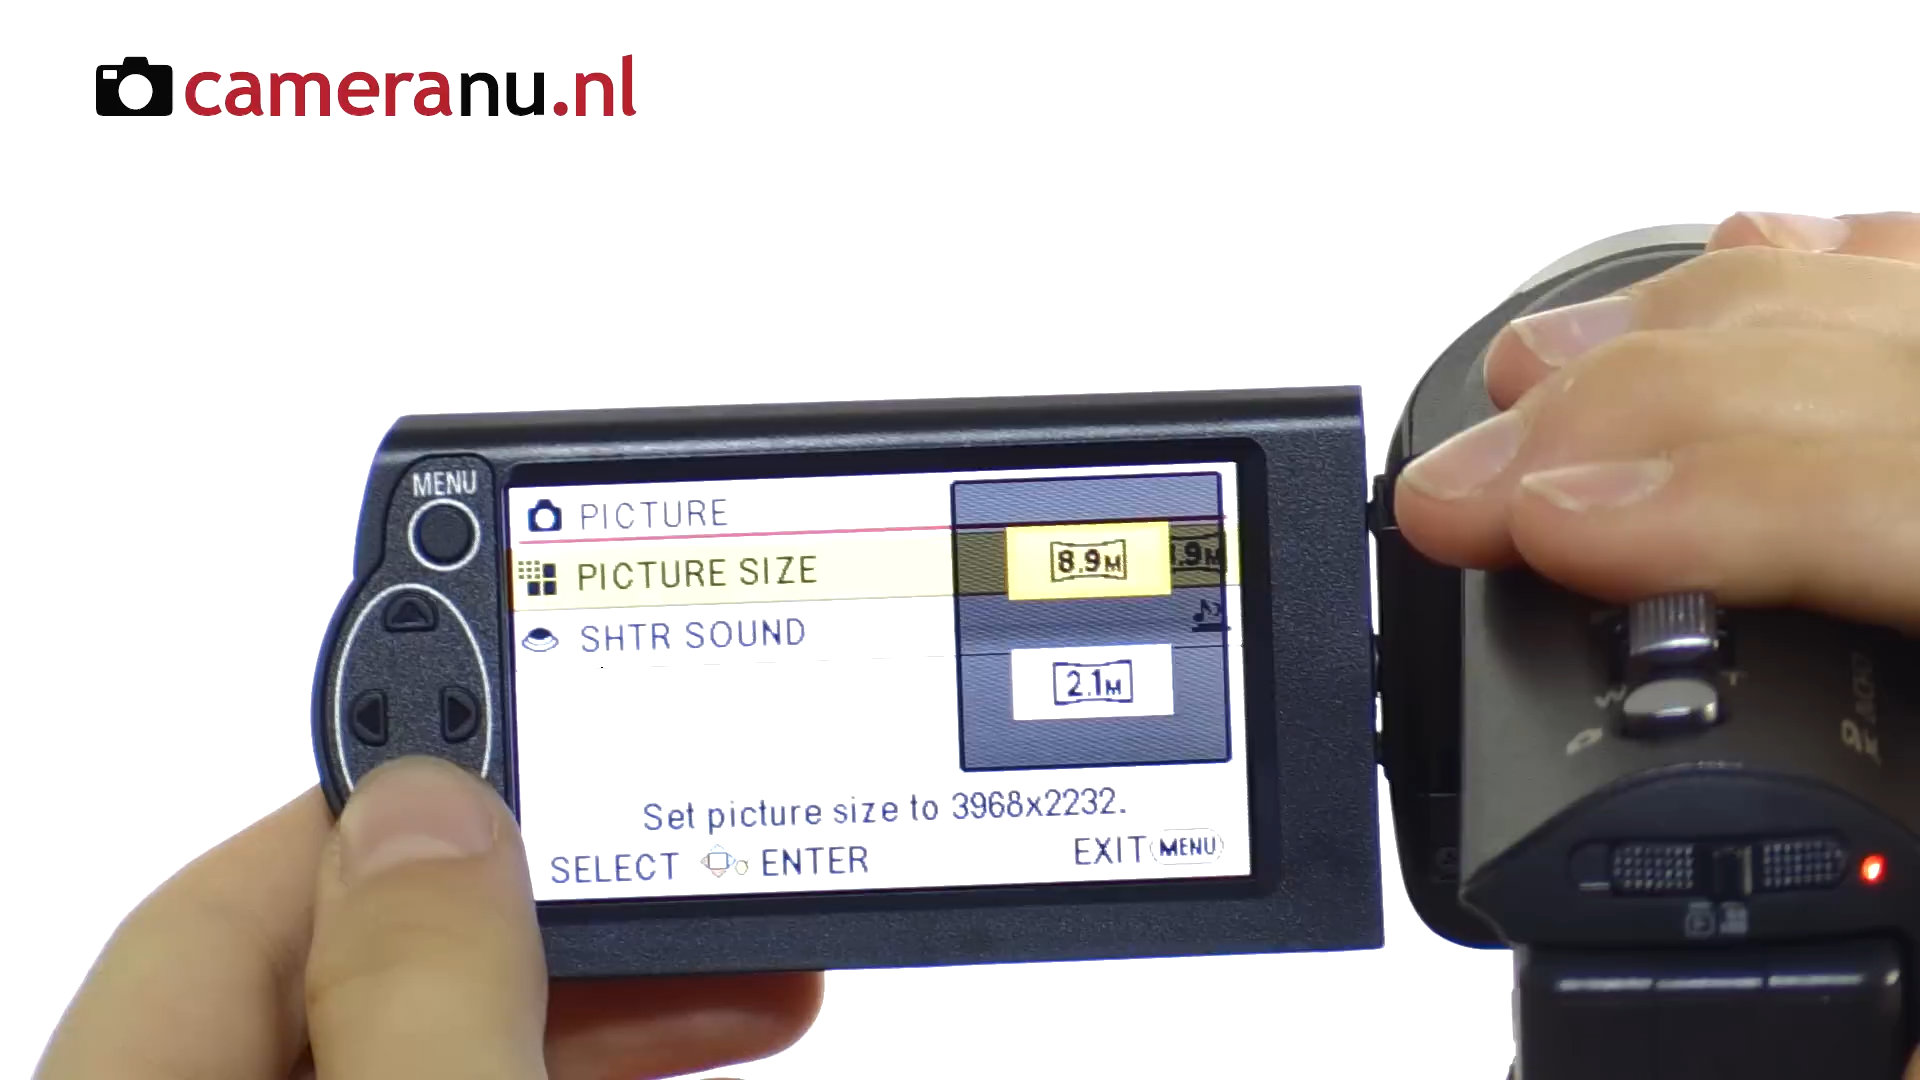 cameranu.nl
MENU
PICTURE
PICTURE SIZE
8.9M
.9M
SHTR SOUND
2.1M
Set picture size to 3968x2232.
SELECT ENTER
EXIT MENU
W T